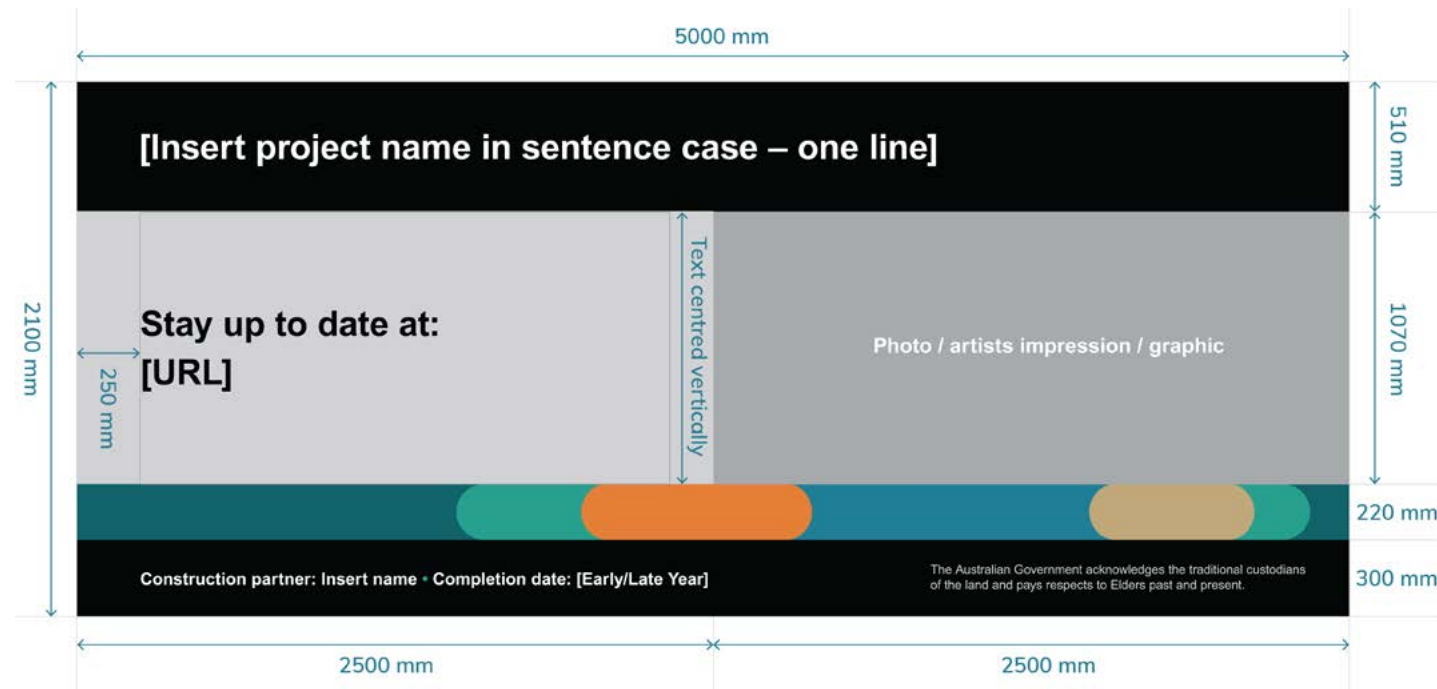 5000 mm
[Insert project name in sentence case – one line]
510 mm
2100 mm
250 mm
Stay up to date at:
[URL]
Text centred vertically
Photo / artists impression / graphic
1070 mm
220 mm
Construction partner: Insert name • Completion date: [Early/Late Year]
The Australian Government acknowledges the traditional custodians
of the land and pays respects to Elders past and present.
300 mm
2500 mm
2500 mm